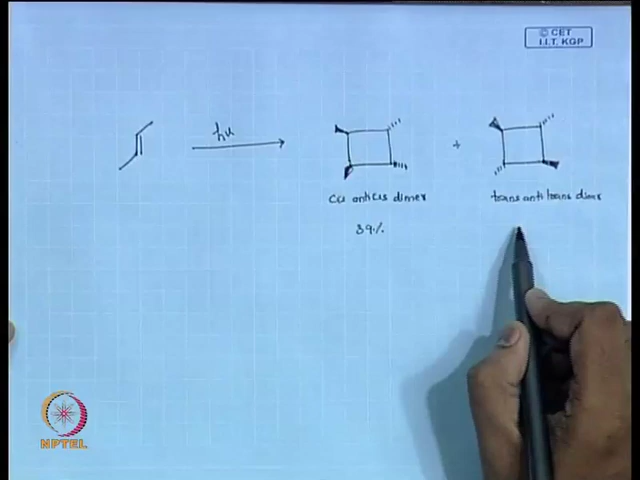 © CET
I.I.T. KGP
hν
+
cis anti cis dimer
trans anti trans dimer
39%
NPTEL